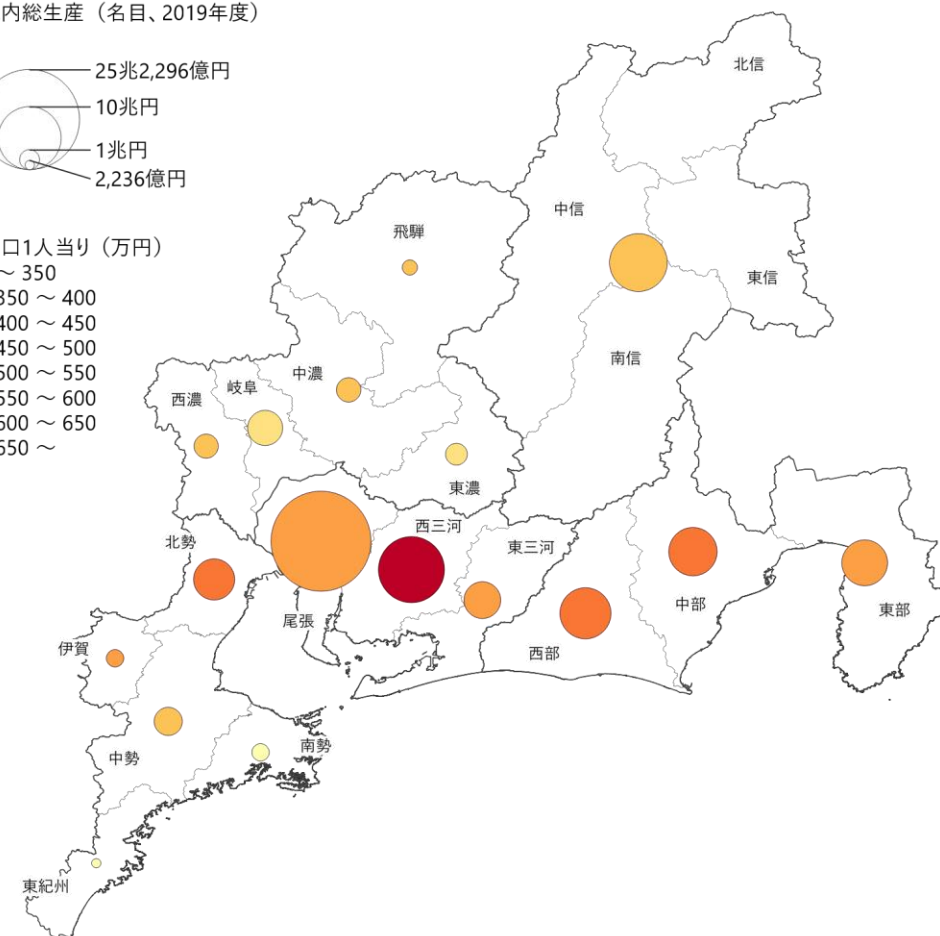 内総生産（名目、2019年度）
25兆2,296億円
10兆円
1兆円
2,236億円
口1人当り（万円）
～ 350
350 ～ 400
400 ～ 450
450 ～ 500
500 ～ 550
550 ～ 600
600 ～ 650
650 ～
北信
中信
飛騨
東信
南信
中濃
岐阜
西濃
東濃
西三河
北勢
東三河
中部
東部
尾張
伊賀
西部
南勢
中勢
東紀州